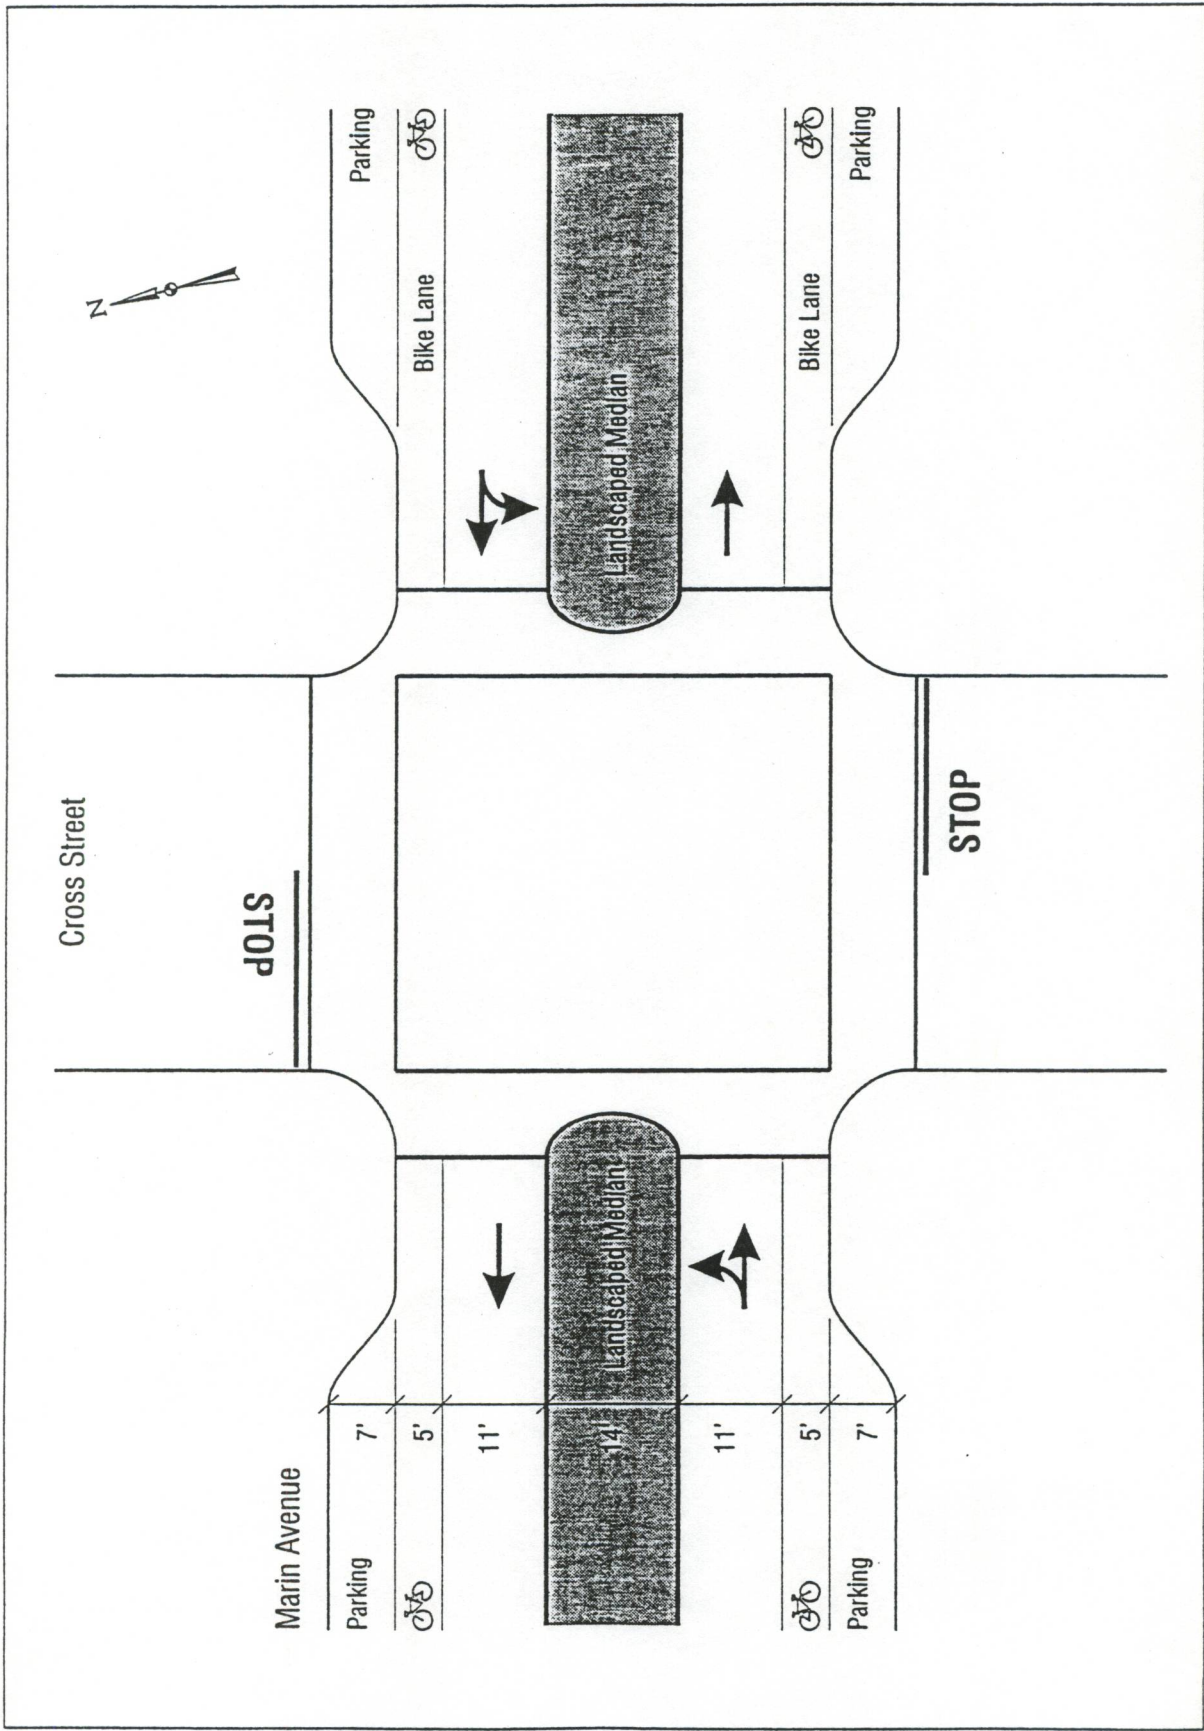 N
Cross Street
Parking
Bike Lane
Landscaped Median
Bike Lane
Parking
STOP
STOP
Landscaped Median
Marin Avenue
7'
5'
11'
14'
11'
5'
7'
Parking
Parking